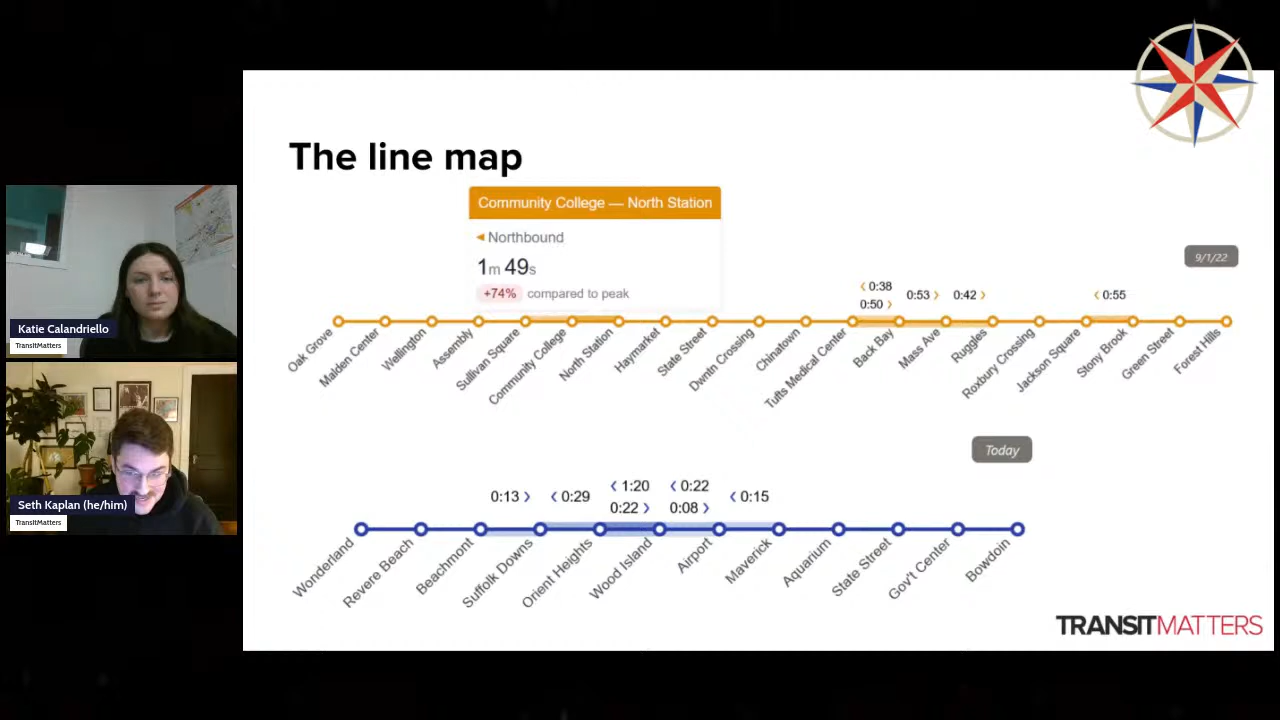 The line map
Community College — North Station
◄ Northbound
1m 49s
+74% compared to peak
9/1/22
‹ 0:38
0:50 ›
0:53 ›
0:42 ›
‹ 0:55
Oak Grove
Malden Center
Wellington
Assembly
Sullivan Square
Community College
North Station
Haymarket
State Street
Dwntn Crossing
Chinatown
Tufts Medical Center
Back Bay
Mass Ave
Ruggles
Roxbury Crossing
Jackson Square
Stony Brook
Green Street
Forest Hills
Today
0:13 ›
‹ 0:29
‹ 1:20
0:22 ›
‹ 0:22
0:08 ›
‹ 0:15
Wonderland
Revere Beach
Beachmont
Suffolk Downs
Orient Heights
Wood Island
Airport
Maverick
Aquarium
State Street
Gov't Center
Bowdoin
TRANSITMATTERS
Katie Calandriello
TransitMatters
Seth Kaplan (he/him)
TransitMatters